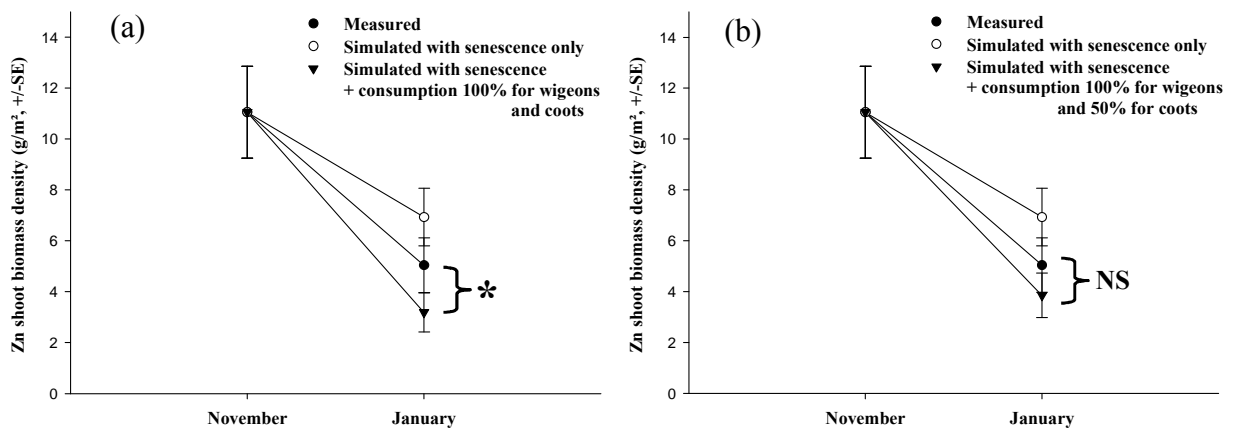 (a)
Measured
Simulated with senescence only
Simulated with senescence
+ consumption 100% for wigeons
and coots
Zn shoot biomass density (g/m², +/-SE)
14
12
10
8
6
4
2
0
*
November
January
(b)
Measured
Simulated with senescence only
Simulated with senescence
+ consumption 100% for wigeons
and 50% for coots
Zn shoot biomass density (g/m², +/-SE)
14
12
10
8
6
4
2
0
NS
November
January